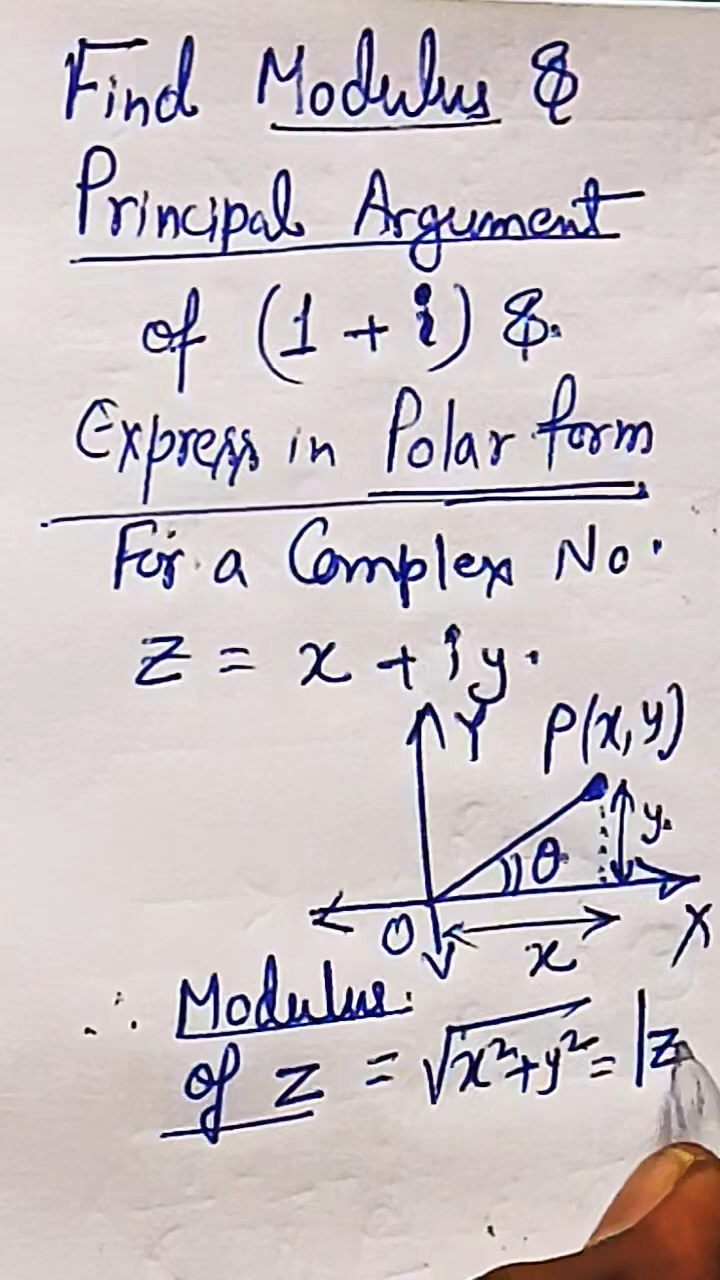 Find Modulus &
Principal Argument
of (1 + i) &
Express in Polar form
For a Complex No.
z = x + iy.
Y P(x, y)
y
θ
O x X
∴ Modulus
of z = √x²+y² = |z